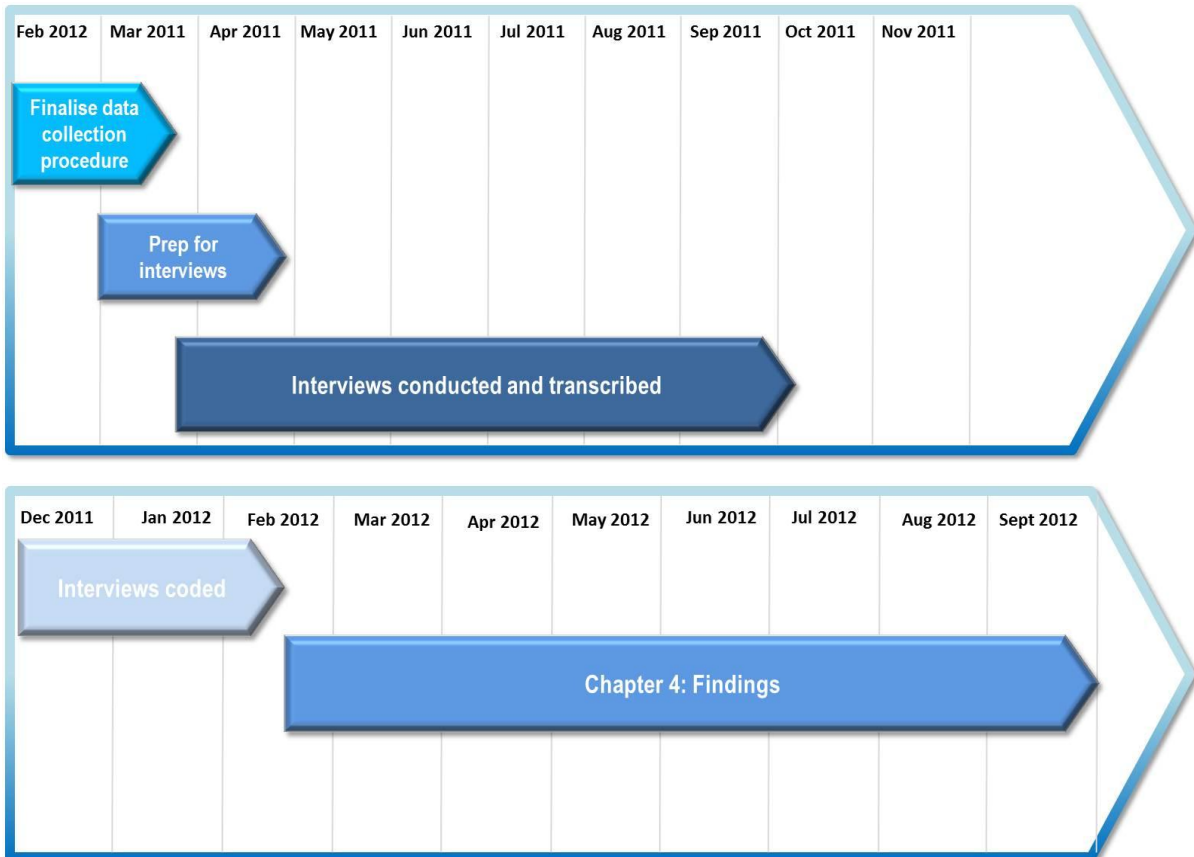 Feb 2012 Mar 2011 Apr 2011 May 2011 Jun 2011 Jul 2011 Aug 2011 Sep 2011 Oct 2011 Nov 2011
Finalise data
collection
procedure
Prep for
interviews
Interviews conducted and transcribed
Dec 2011 Jan 2012 Feb 2012 Mar 2012 Apr 2012 May 2012 Jun 2012 Jul 2012 Aug 2012 Sept 2012
Interviews coded
Chapter 4: Findings